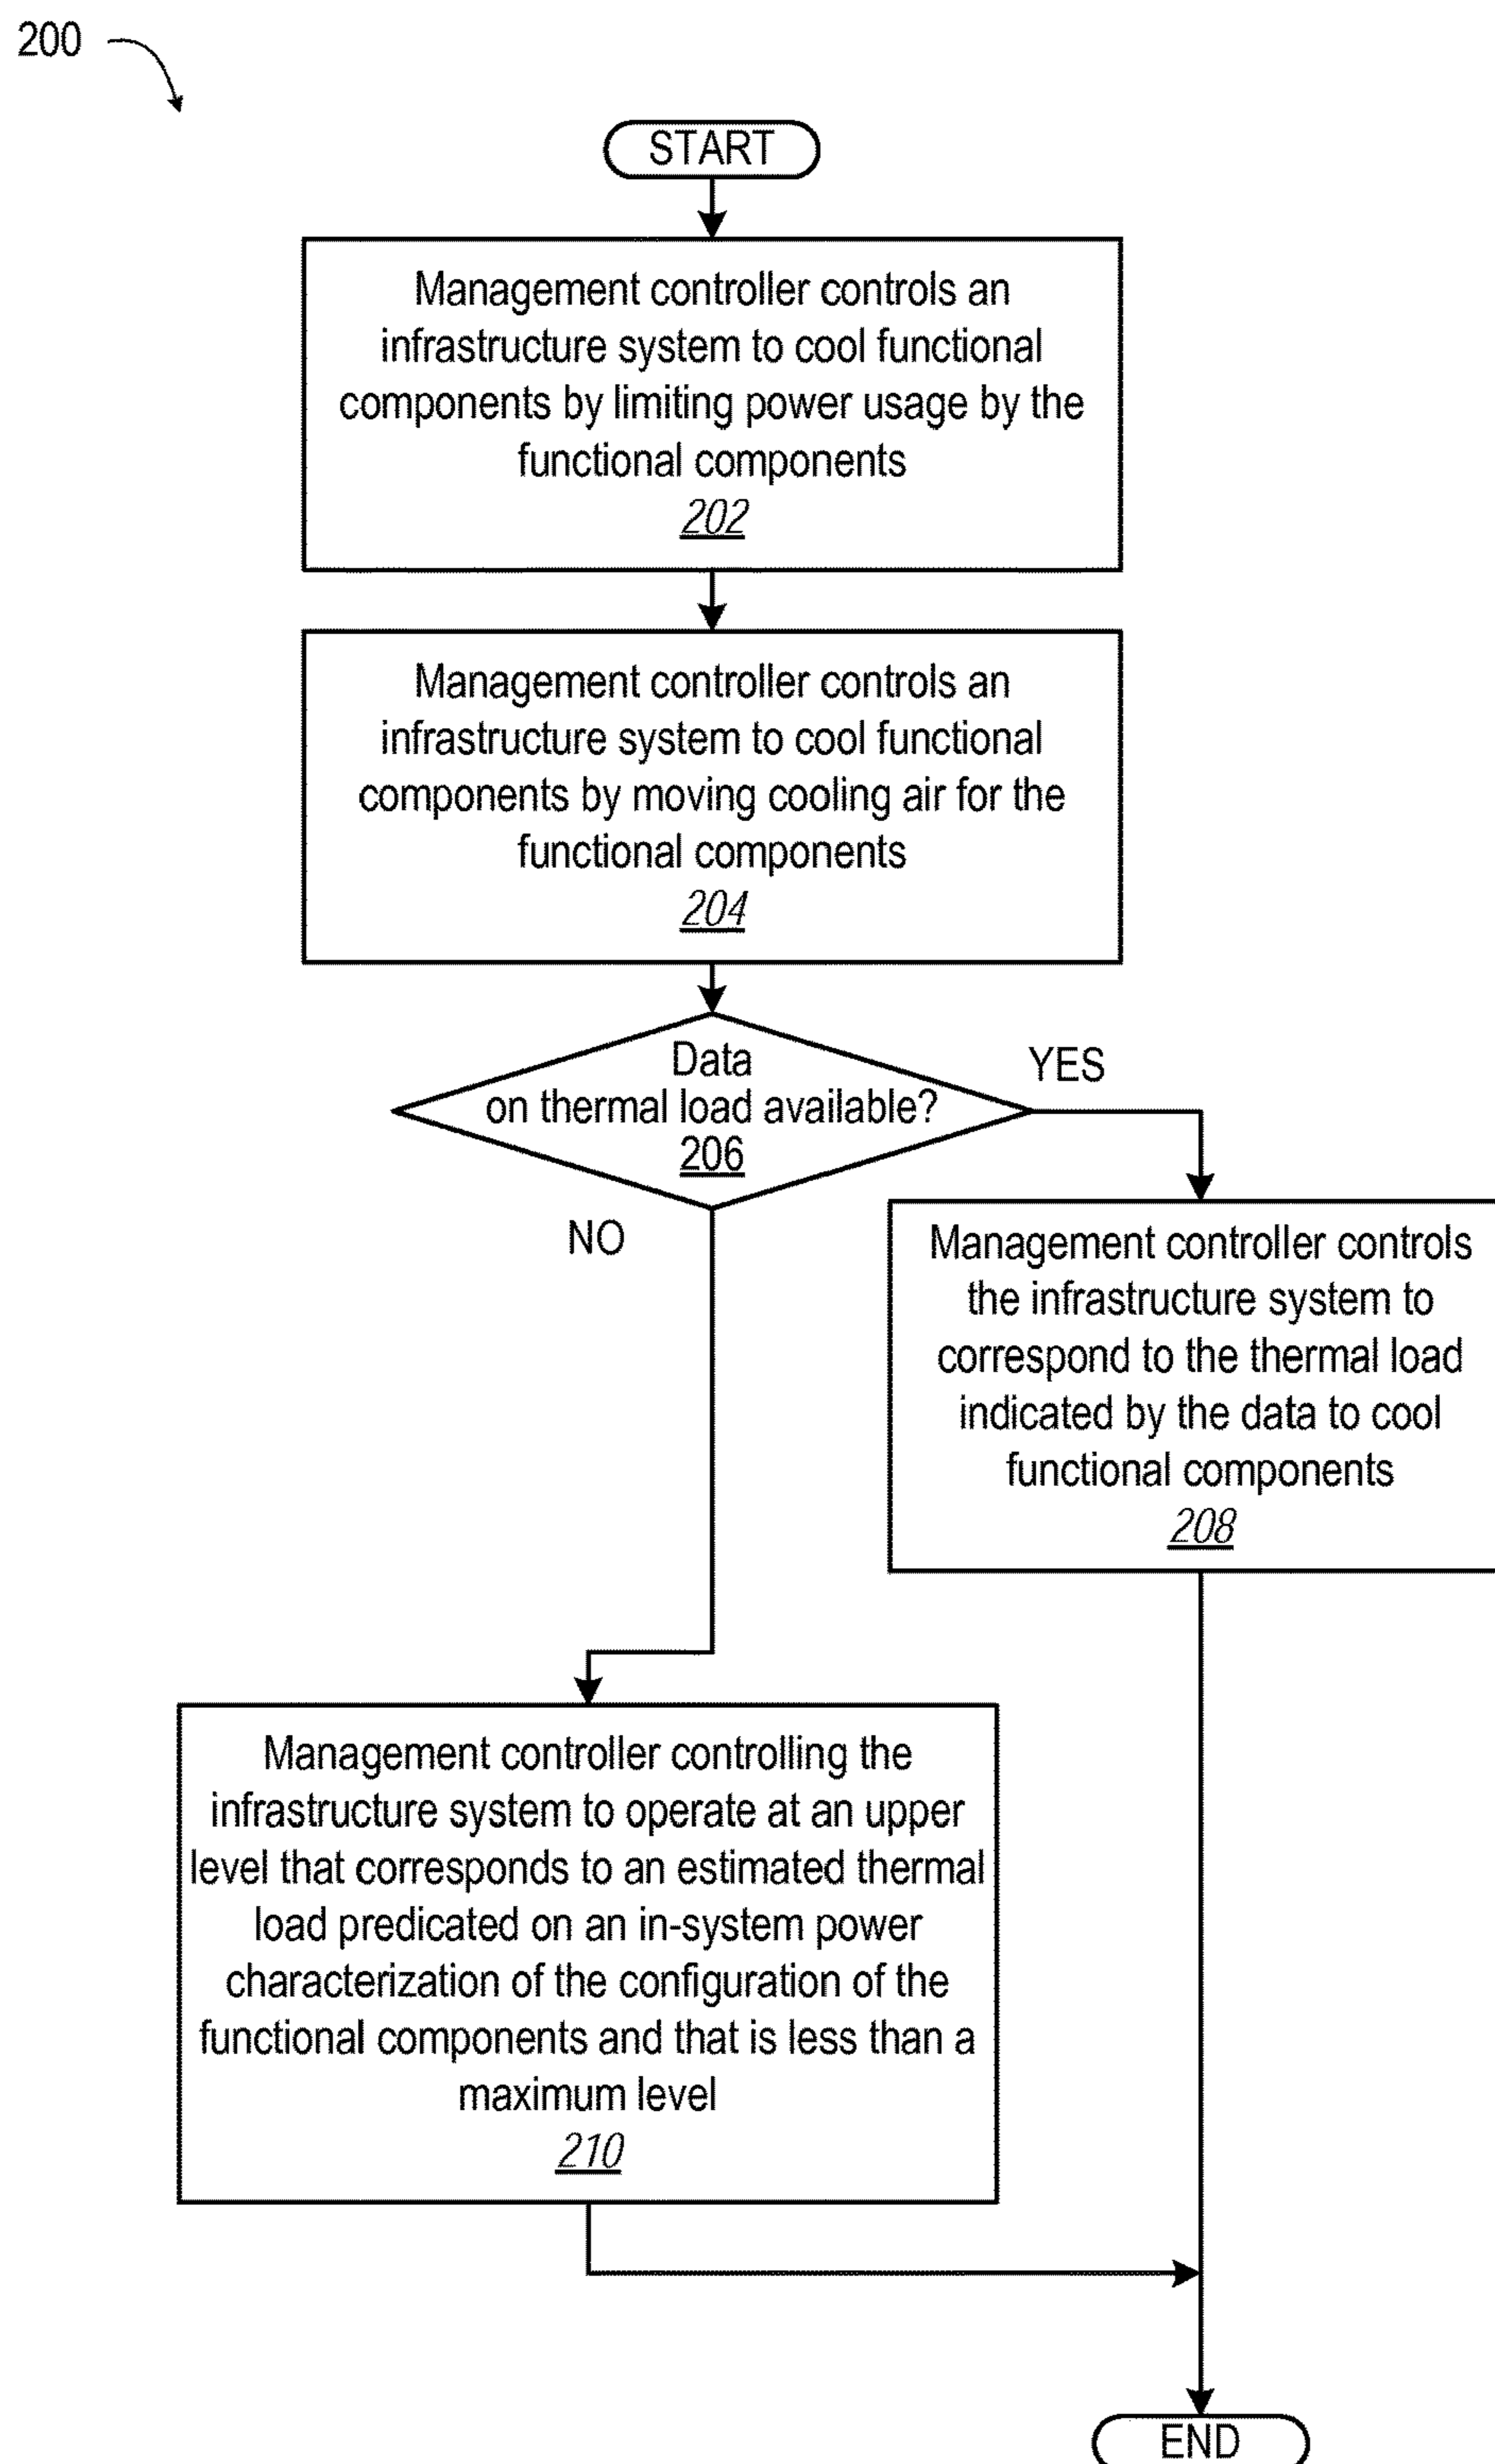 200
START
Management controller controls an
infrastructure system to cool functional
components by limiting power usage by the
functional components
202
Management controller controls an
infrastructure system to cool functional
components by moving cooling air for the
functional components
204
Data
on thermal load available?
206
YES
NO
Management controller controls
the infrastructure system to
correspond to the thermal load
indicated by the data to cool
functional components
208
Management controller controlling the
infrastructure system to operate at an upper
level that corresponds to an estimated thermal
load predicated on an in-system power
characterization of the configuration of the
functional components and that is less than a
maximum level
210
END